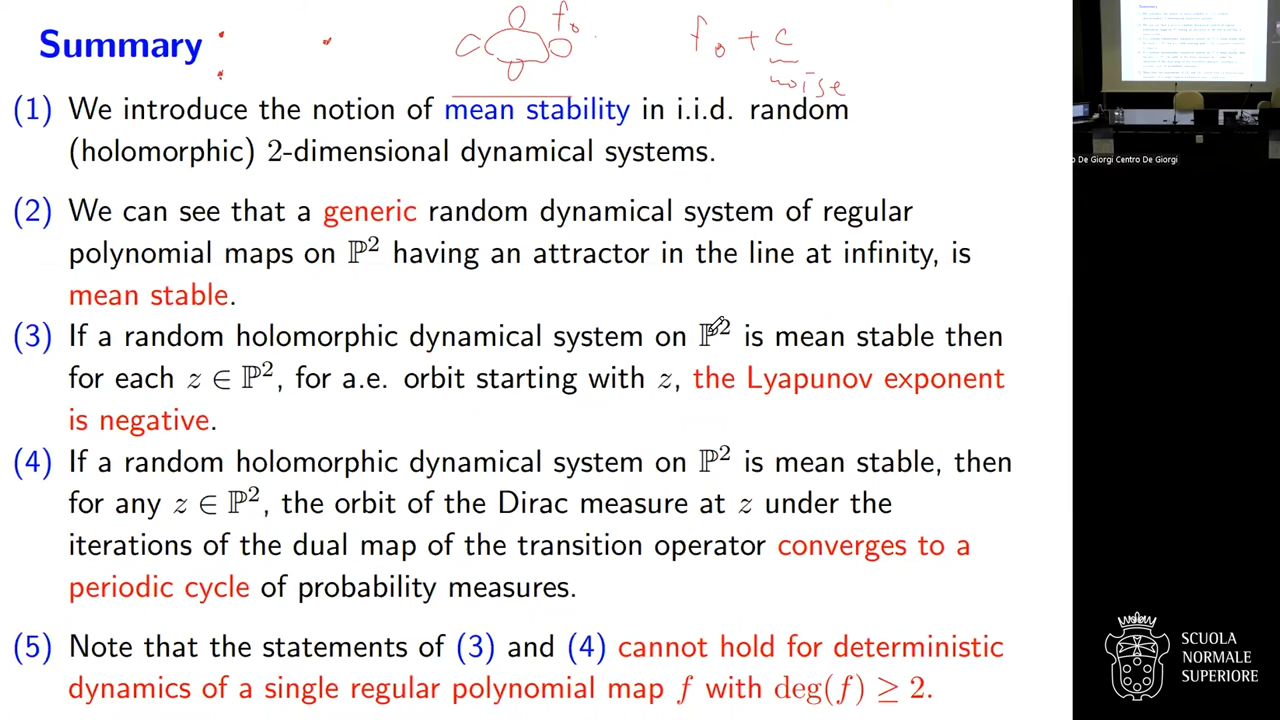 Summary
f₀
f₀ + c
noise
(1) We introduce the notion of mean stability in i.i.d. random
(holomorphic) 2-dimensional dynamical systems.
(2) We can see that a generic random dynamical system of regular
polynomial maps on ℙ² having an attractor in the line at infinity, is
mean stable.
(3) If a random holomorphic dynamical system on ℙ² is mean stable then
for each z ∈ ℙ², for a.e. orbit starting with z, the Lyapunov exponent
is negative.
(4) If a random holomorphic dynamical system on ℙ² is mean stable, then
for any z ∈ ℙ², the orbit of the Dirac measure at z under the
iterations of the dual map of the transition operator converges to a
periodic cycle of probability measures.
(5) Note that the statements of (3) and (4) cannot hold for deterministic
dynamics of a single regular polynomial map f with deg(f) ≥ 2.
o De Giorgi Centro De Giorgi
SCUOLA
NORMALE
SUPERIORE